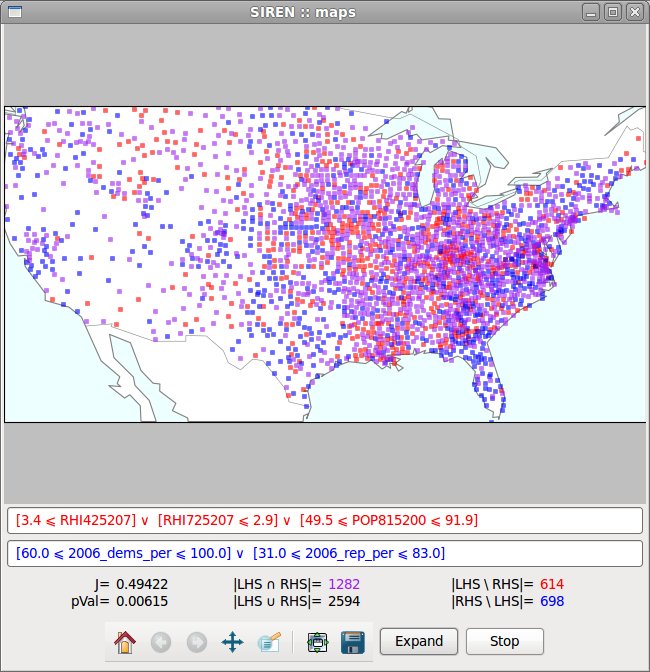 SIREN :: maps
[3.4 ⩽ RHI425207] ∨ [RHI725207 ⩽ 2.9] ∨ [49.5 ⩽ POP815200 ⩽ 91.9]
[60.0 ⩽ 2006_dems_per ⩽ 100.0] ∨ [31.0 ⩽ 2006_rep_per ⩽ 83.0]
J= 0.49422 |LHS ∩ RHS|= 1282 |LHS \ RHS|= 614
pVal= 0.00615 |LHS ∪ RHS|= 2594 |RHS \ LHS|= 698
Expand Stop